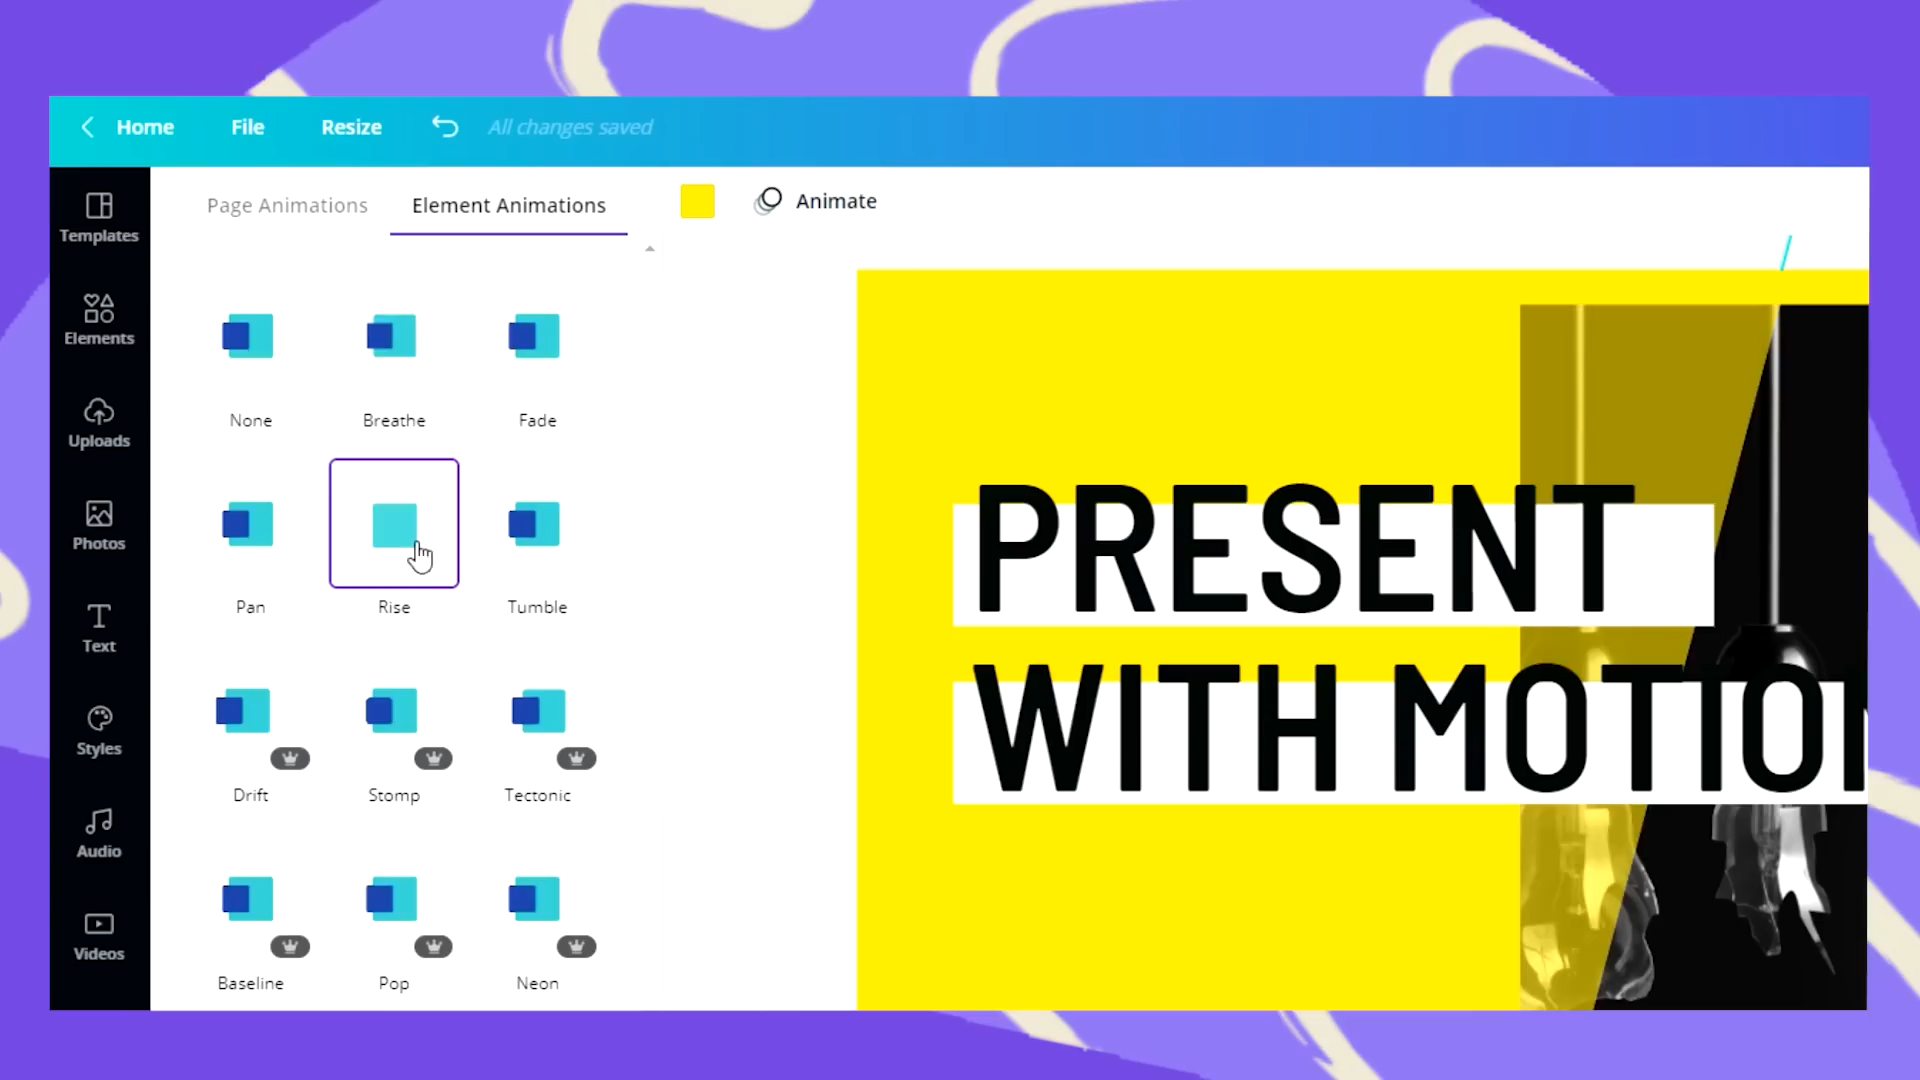 Home File Resize All changes saved
Page Animations Element Animations Animate
Templates
Elements
Uploads
Photos
Text
Styles
Audio
Videos
None Breathe Fade
Pan Rise Tumble
Drift Stomp Tectonic
Baseline Pop Neon
PRESENT
WITH MOTION